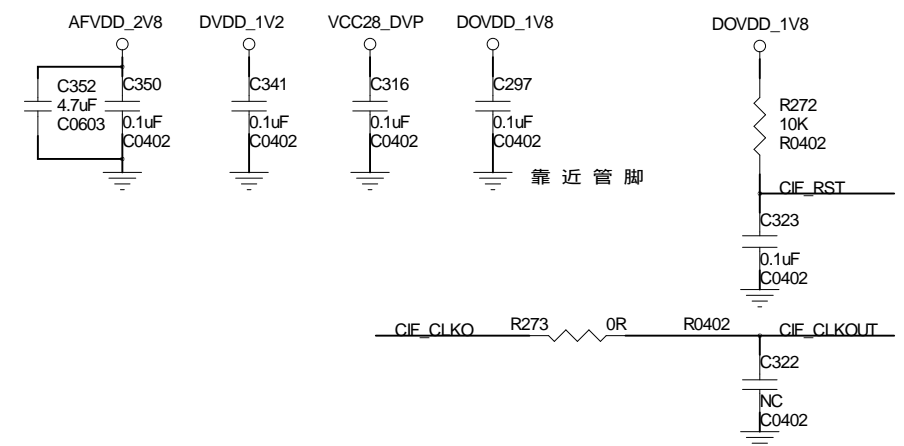 AFVDD_2V8
DVDD_1V2
VCC28_DVP
DOVDD_1V8
DOVDD_1V8
C352
4.7uF
C0603
C350
0.1uF
C0402
C341
0.1uF
C0402
C316
0.1uF
C0402
C297
0.1uF
C0402
靠近管脚
R272
10K
R0402
CIF_RST
C323
0.1uF
C0402
CIF_CLKO
R273
0R
R0402
CIF_CLKOUT
C322
NC
C0402